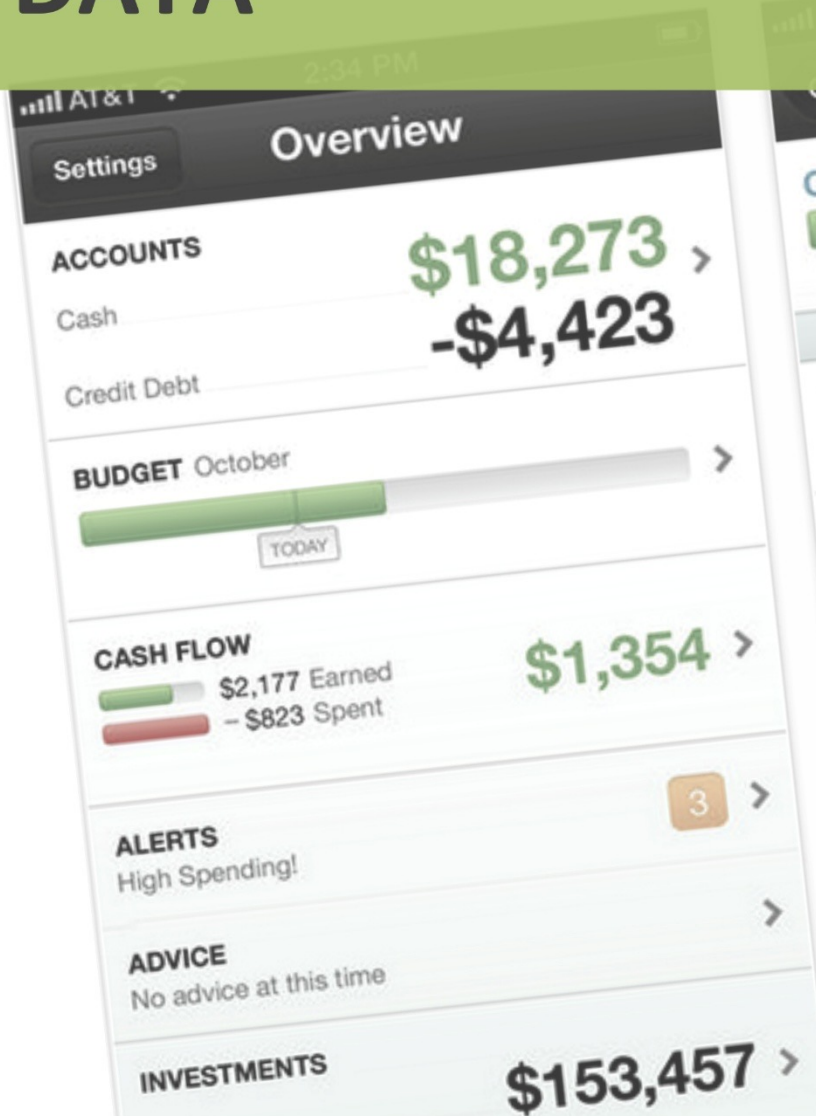 DATA
AT&T 2:34 PM
Settings Overview
ACCOUNTS
Cash $18,273
Credit Debt -$4,423
BUDGET October
TODAY
CASH FLOW
$2,177 Earned $1,354
– $823 Spent
ALERTS 3
High Spending!
ADVICE
No advice at this time
INVESTMENTS $153,457